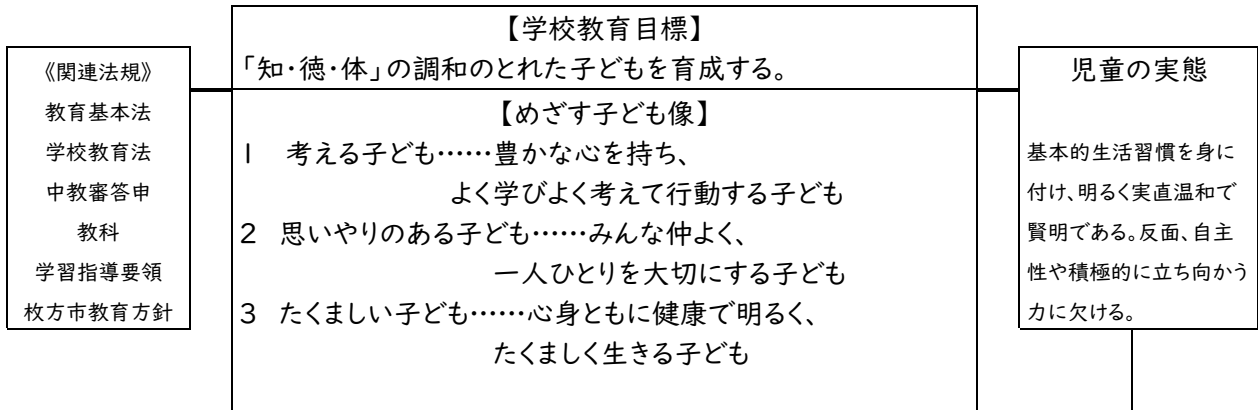 【学校教育目標】
「知・徳・体」の調和のとれた子どもを育成する。
《関連法規》
教育基本法
学校教育法
中教審答申
教科
学習指導要領
枚方市教育方針
【めざす子ども像】
1 考える子ども……豊かな心を持ち、
よく学びよく考えて行動する子ども
2 思いやりのある子ども……みんな仲よく、
一人ひとりを大切にする子ども
3 たくましい子ども……心身ともに健康で明るく、
たくましく生きる子ども
児童の実態
基本的生活習慣を身に
付け、明るく実直温和で
賢明である。反面、自主
性や積極的に立ち向かう
力に欠ける。